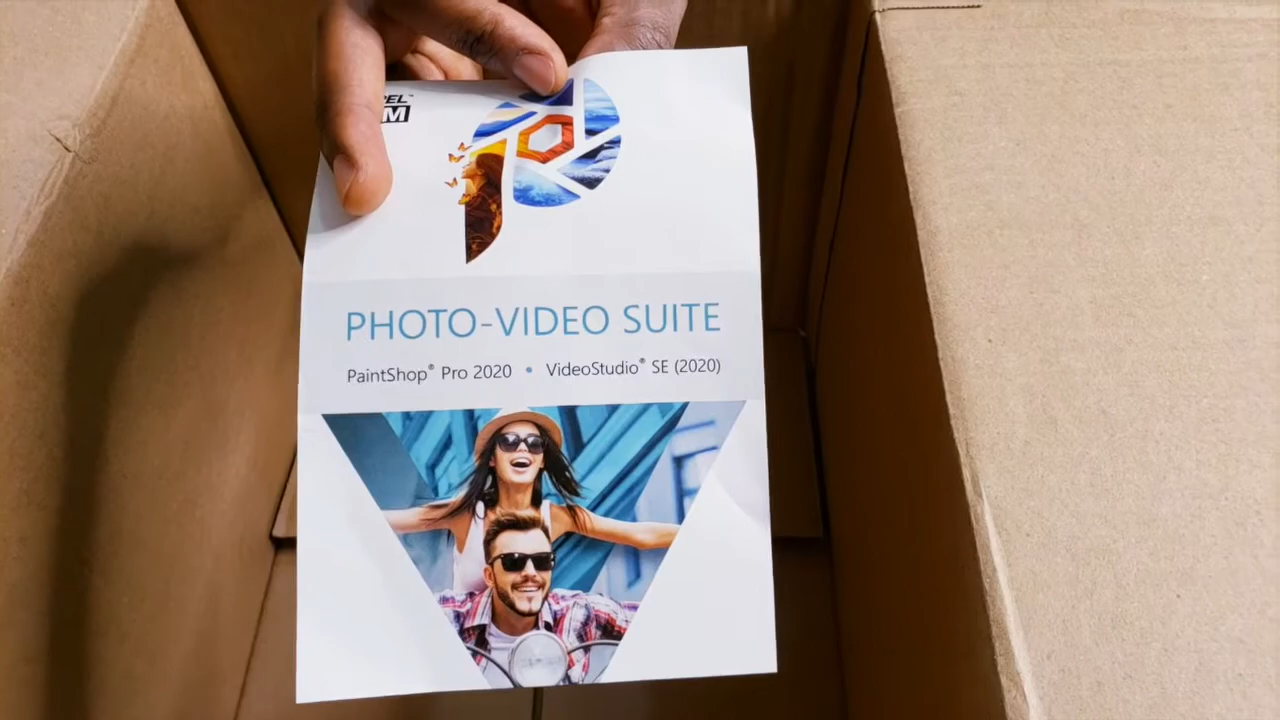 PHOTO-VIDEO SUITE
PaintShop® Pro 2020 • VideoStudio® SE (2020)